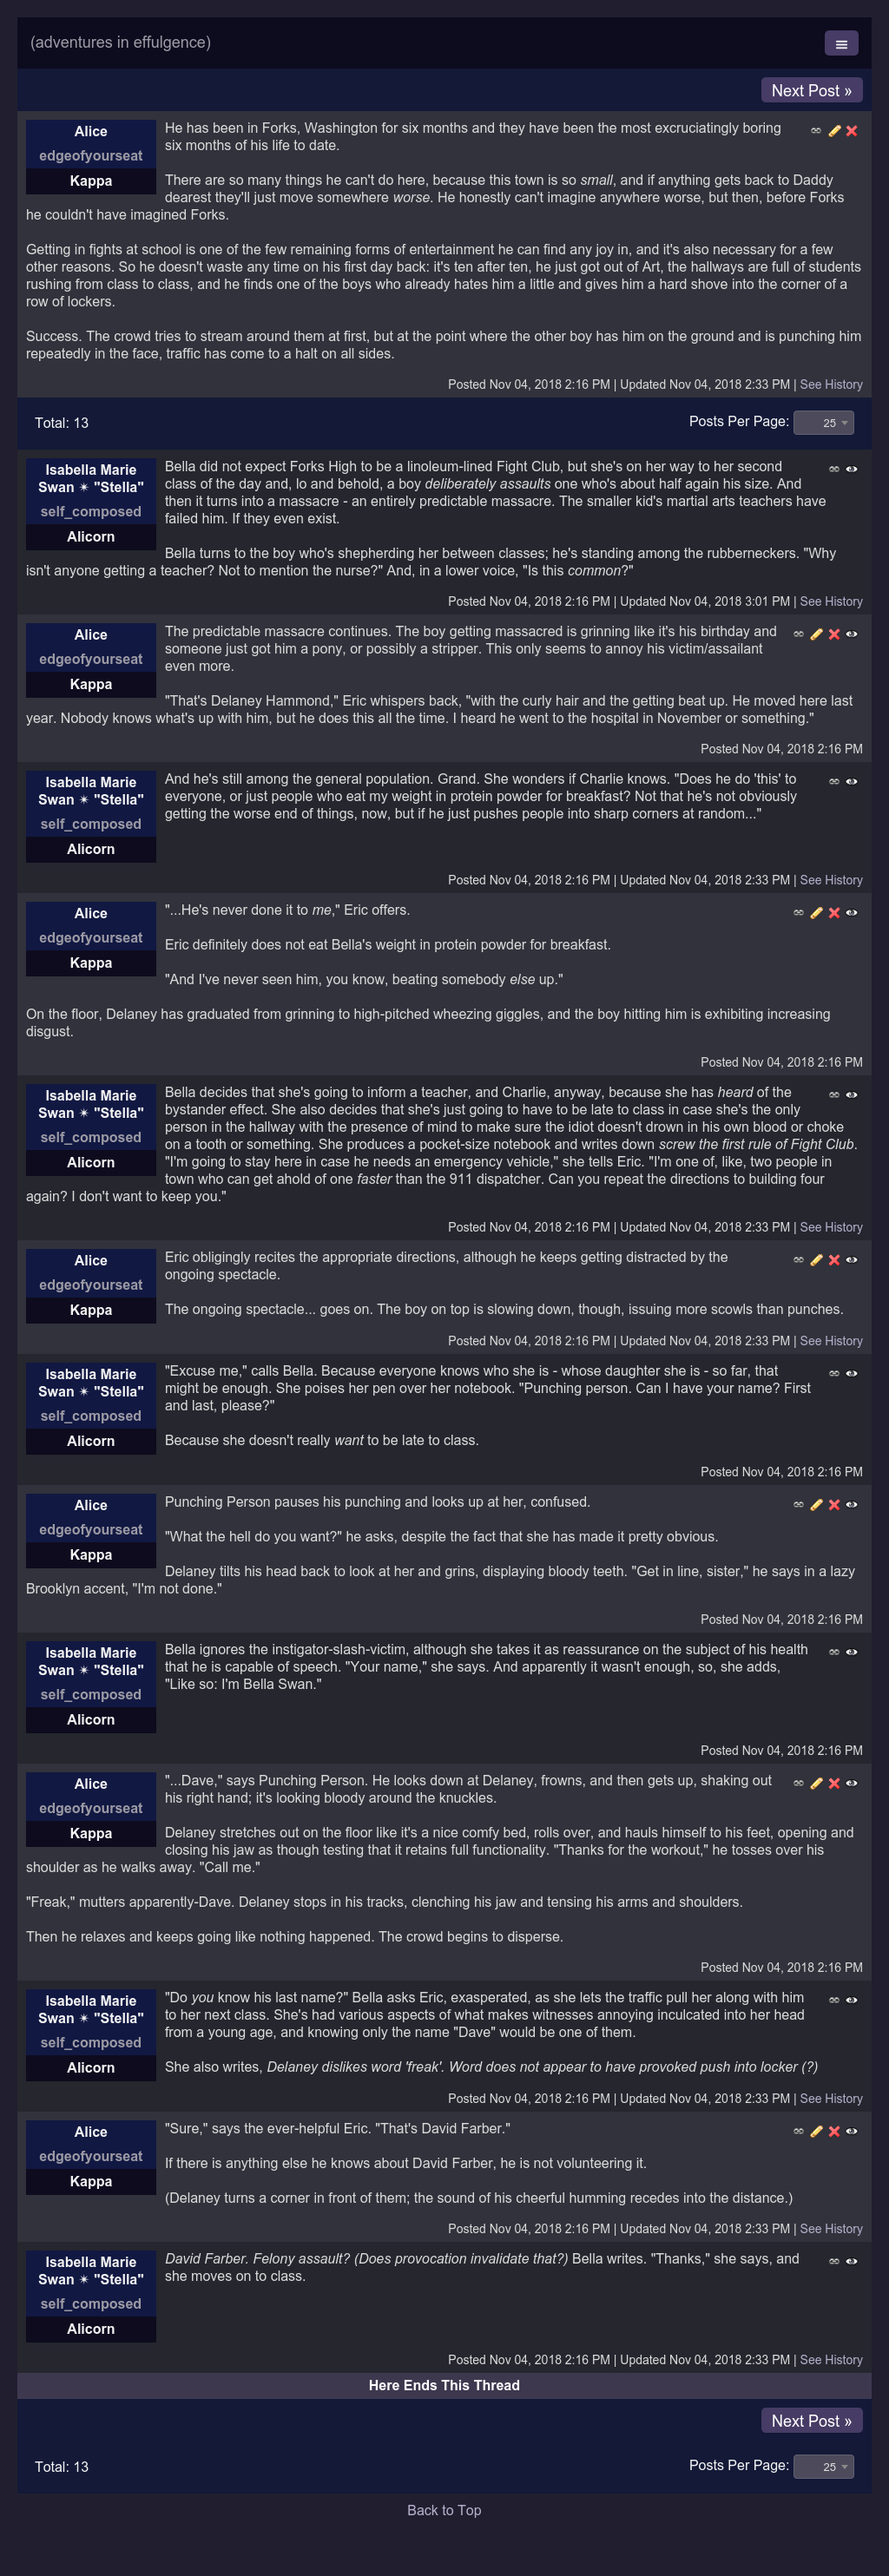 (adventures in effulgence)
Next Post »
Alice
edgeofyourseat
Kappa
He has been in Forks, Washington for six months and they have been the most excruciatingly boring
six months of his life to date.
There are so many things he can't do here, because this town is so small, and if anything gets back to Daddy
dearest they'll just move somewhere worse. He honestly can't imagine anywhere worse, but then, before Forks
he couldn't have imagined Forks.
Getting in fights at school is one of the few remaining forms of entertainment he can find any joy in, and it's also necessary for a few
other reasons. So he doesn't waste any time on his first day back: it's ten after ten, he just got out of Art, the hallways are full of students
rushing from class to class, and he finds one of the boys who already hates him a little and gives him a hard shove into the corner of a
row of lockers.
Success. The crowd tries to stream around them at first, but at the point where the other boy has him on the ground and is punching him
repeatedly in the face, traffic has come to a halt on all sides.
Posted Nov 04, 2018 2:16 PM | Updated Nov 04, 2018 2:33 PM | See History
Total: 13
Posts Per Page: 25
Isabella Marie
Swan ✴ "Stella"
self_composed
Alicorn
Bella did not expect Forks High to be a linoleum-lined Fight Club, but she's on her way to her second
class of the day and, lo and behold, a boy deliberately assaults one who's about half again his size. And
then it turns into a massacre - an entirely predictable massacre. The smaller kid's martial arts teachers have
failed him. If they even exist.
Bella turns to the boy who's shepherding her between classes; he's standing among the rubberneckers. "Why
isn't anyone getting a teacher? Not to mention the nurse?" And, in a lower voice, "Is this common?"
Posted Nov 04, 2018 2:16 PM | Updated Nov 04, 2018 3:01 PM | See History
Alice
edgeofyourseat
Kappa
The predictable massacre continues. The boy getting massacred is grinning like it's his birthday and
someone just got him a pony, or possibly a stripper. This only seems to annoy his victim/assailant
even more.
"That's Delaney Hammond," Eric whispers back, "with the curly hair and the getting beat up. He moved here last
year. Nobody knows what's up with him, but he does this all the time. I heard he went to the hospital in November or something."
Posted Nov 04, 2018 2:16 PM
Isabella Marie
Swan ✴ "Stella"
self_composed
Alicorn
And he's still among the general population. Grand. She wonders if Charlie knows. "Does he do 'this' to
everyone, or just people who eat my weight in protein powder for breakfast? Not that he's not obviously
getting the worse end of things, now, but if he just pushes people into sharp corners at random..."
Posted Nov 04, 2018 2:16 PM | Updated Nov 04, 2018 2:33 PM | See History
Alice
edgeofyourseat
Kappa
"...He's never done it to me," Eric offers.
Eric definitely does not eat Bella's weight in protein powder for breakfast.
"And I've never seen him, you know, beating somebody else up."
On the floor, Delaney has graduated from grinning to high-pitched wheezing giggles, and the boy hitting him is exhibiting increasing
disgust.
Posted Nov 04, 2018 2:16 PM
Isabella Marie
Swan ✴ "Stella"
self_composed
Alicorn
Bella decides that she's going to inform a teacher, and Charlie, anyway, because she has heard of the
bystander effect. She also decides that she's just going to have to be late to class in case she's the only
person in the hallway with the presence of mind to make sure the idiot doesn't drown in his own blood or choke
on a tooth or something. She produces a pocket-size notebook and writes down screw the first rule of Fight Club.
"I'm going to stay here in case he needs an emergency vehicle," she tells Eric. "I'm one of, like, two people in
town who can get ahold of one faster than the 911 dispatcher. Can you repeat the directions to building four
again? I don't want to keep you."
Posted Nov 04, 2018 2:16 PM | Updated Nov 04, 2018 2:33 PM | See History
Alice
edgeofyourseat
Kappa
Eric obligingly recites the appropriate directions, although he keeps getting distracted by the
ongoing spectacle.
The ongoing spectacle... goes on. The boy on top is slowing down, though, issuing more scowls than punches.
Posted Nov 04, 2018 2:16 PM | Updated Nov 04, 2018 2:33 PM | See History
Isabella Marie
Swan ✴ "Stella"
self_composed
Alicorn
"Excuse me," calls Bella. Because everyone knows who she is - whose daughter she is - so far, that
might be enough. She poises her pen over her notebook. "Punching person. Can I have your name? First
and last, please?"
Because she doesn't really want to be late to class.
Posted Nov 04, 2018 2:16 PM
Alice
edgeofyourseat
Kappa
Punching Person pauses his punching and looks up at her, confused.
"What the hell do you want?" he asks, despite the fact that she has made it pretty obvious.
Delaney tilts his head back to look at her and grins, displaying bloody teeth. "Get in line, sister," he says in a lazy
Brooklyn accent, "I'm not done."
Posted Nov 04, 2018 2:16 PM
Isabella Marie
Swan ✴ "Stella"
self_composed
Alicorn
Bella ignores the instigator-slash-victim, although she takes it as reassurance on the subject of his health
that he is capable of speech. "Your name," she says. And apparently it wasn't enough, so, she adds,
"Like so: I'm Bella Swan."
Posted Nov 04, 2018 2:16 PM
Alice
edgeofyourseat
Kappa
"...Dave," says Punching Person. He looks down at Delaney, frowns, and then gets up, shaking out
his right hand; it's looking bloody around the knuckles.
Delaney stretches out on the floor like it's a nice comfy bed, rolls over, and hauls himself to his feet, opening and
closing his jaw as though testing that it retains full functionality. "Thanks for the workout," he tosses over his
shoulder as he walks away. "Call me."
"Freak," mutters apparently-Dave. Delaney stops in his tracks, clenching his jaw and tensing his arms and shoulders.
Then he relaxes and keeps going like nothing happened. The crowd begins to disperse.
Posted Nov 04, 2018 2:16 PM
Isabella Marie
Swan ✴ "Stella"
self_composed
Alicorn
"Do you know his last name?" Bella asks Eric, exasperated, as she lets the traffic pull her along with him
to her next class. She's had various aspects of what makes witnesses annoying inculcated into her head
from a young age, and knowing only the name "Dave" would be one of them.
She also writes, Delaney dislikes word 'freak'. Word does not appear to have provoked push into locker (?)
Posted Nov 04, 2018 2:16 PM | Updated Nov 04, 2018 2:33 PM | See History
Alice
edgeofyourseat
Kappa
"Sure," says the ever-helpful Eric. "That's David Farber."
If there is anything else he knows about David Farber, he is not volunteering it.
(Delaney turns a corner in front of them; the sound of his cheerful humming recedes into the distance.)
Posted Nov 04, 2018 2:16 PM | Updated Nov 04, 2018 2:33 PM | See History
Isabella Marie
Swan ✴ "Stella"
self_composed
Alicorn
David Farber. Felony assault? (Does provocation invalidate that?) Bella writes. "Thanks," she says, and
she moves on to class.
Posted Nov 04, 2018 2:16 PM | Updated Nov 04, 2018 2:33 PM | See History
Here Ends This Thread
Next Post »
Total: 13
Posts Per Page: 25
Back to Top